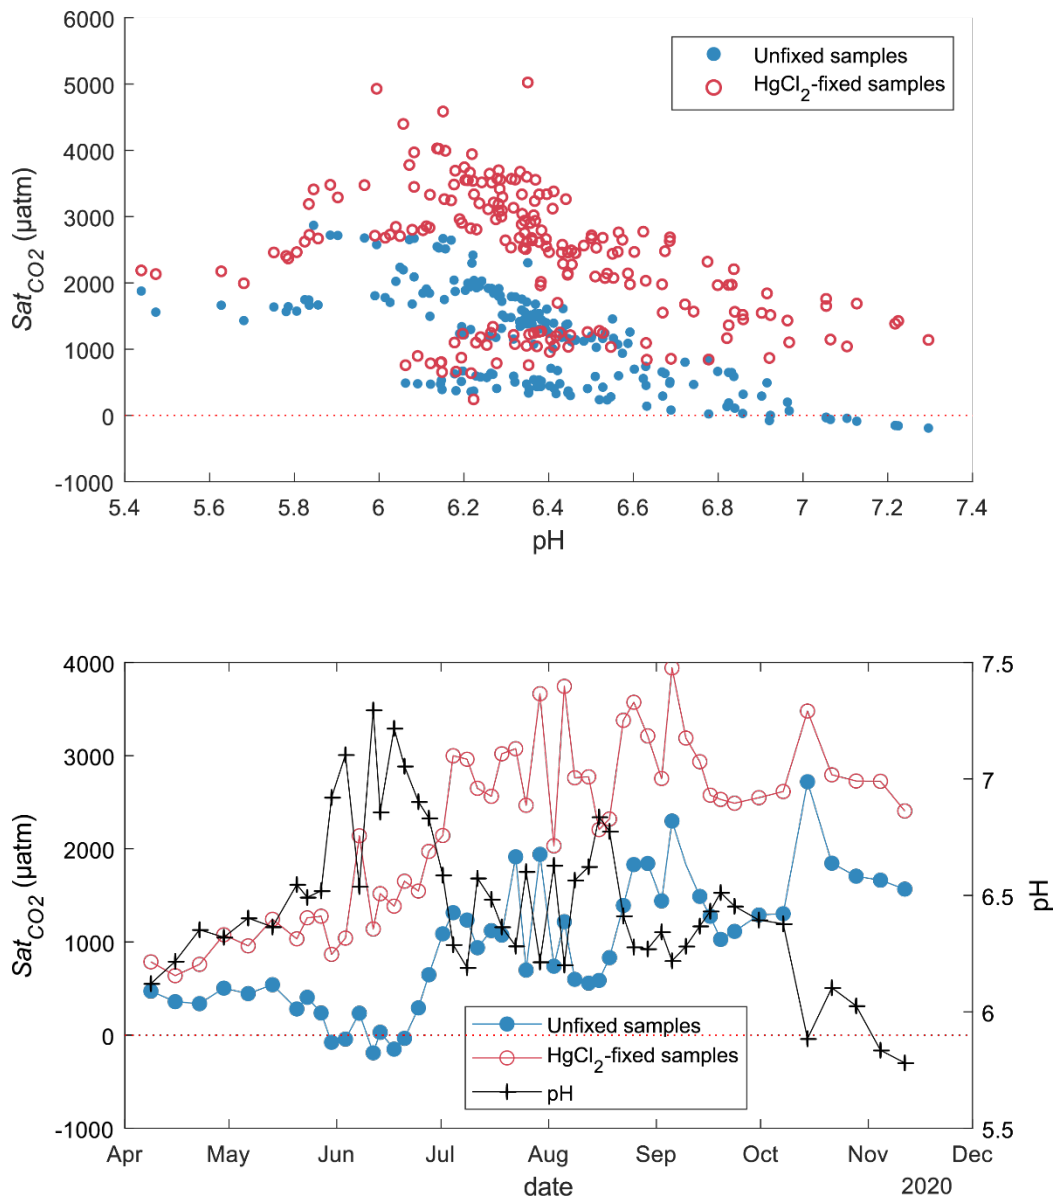 6000
5000
4000
3000
2000
1000
0
-1000
Sat_CO2 (µatm)
Unfixed samples
HgCl2-fixed samples
5.4 5.6 5.8 6 6.2 6.4 6.6 6.8 7 7.2 7.4
pH
4000
3000
2000
1000
0
-1000
Sat_CO2 (µatm)
7.5
7
6.5
6
5.5
pH
Unfixed samples
HgCl2-fixed samples
pH
Apr May Jun Jul Aug Sep Oct Nov Dec
date 2020